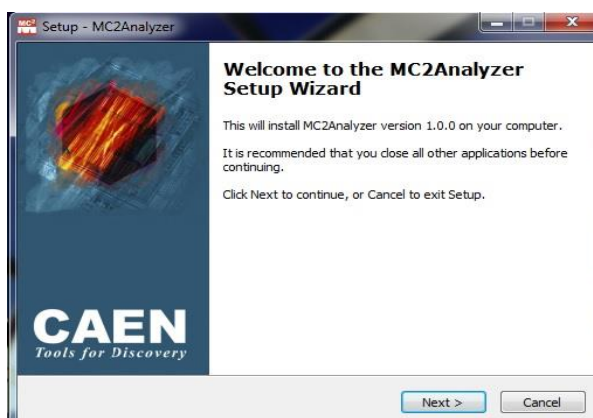 MC²
Setup - MC2Analyzer
Welcome to the MC2Analyzer
Setup Wizard
This will install MC2Analyzer version 1.0.0 on your computer.
It is recommended that you close all other applications before
continuing.
Click Next to continue, or Cancel to exit Setup.
CAEN
Tools for Discovery
Next >
Cancel